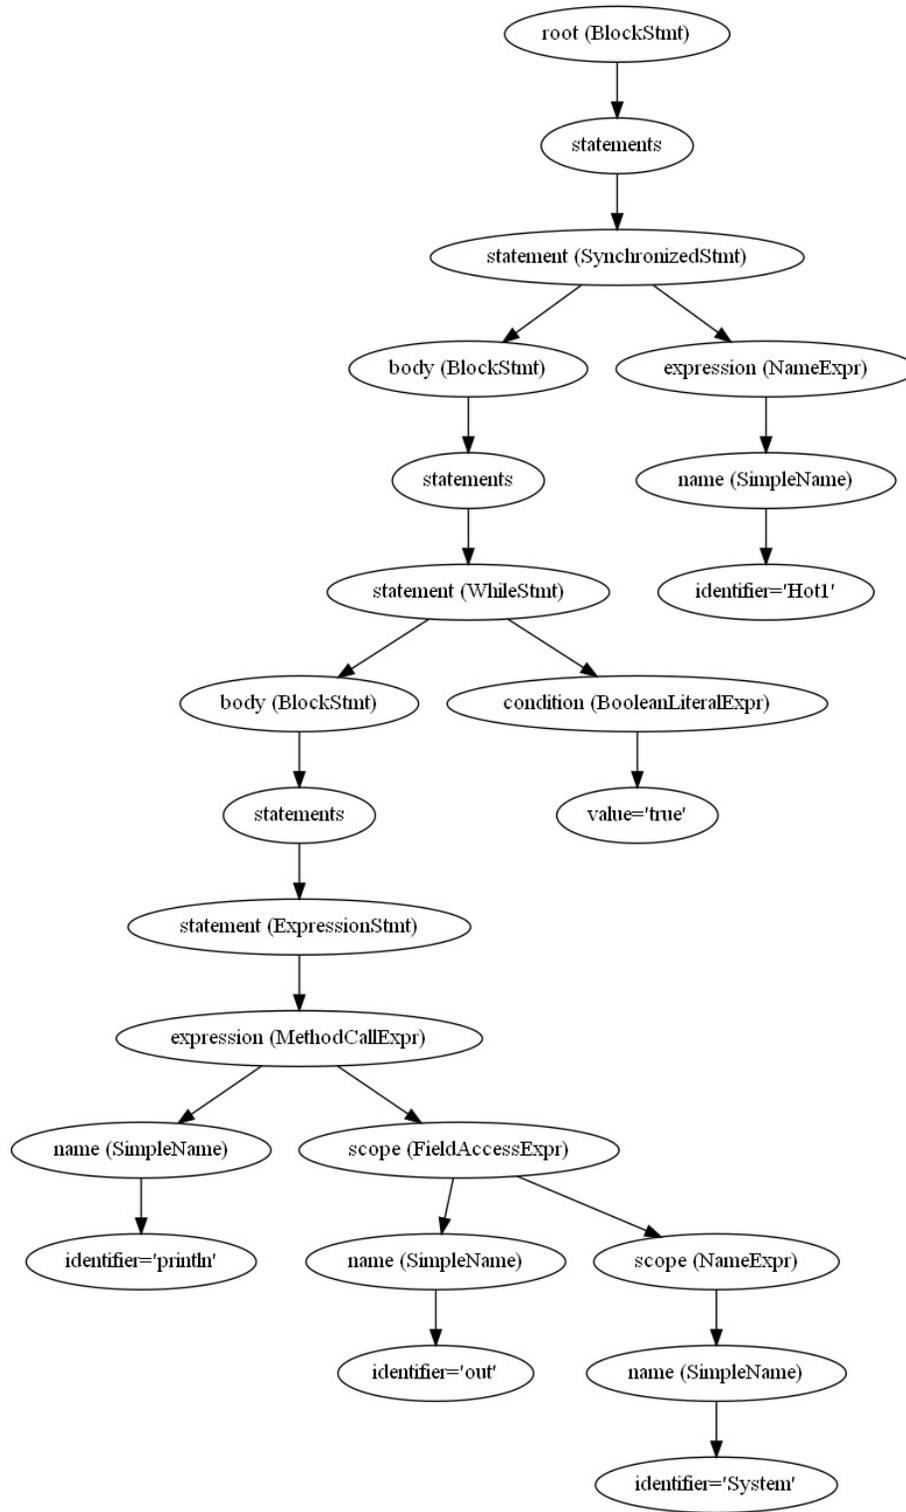 root (BlockStmt)
statements
statement (SynchronizedStmt)
body (BlockStmt)
expression (NameExpr)
statements
name (SimpleName)
statement (WhileStmt)
identifier='Hot1'
body (BlockStmt)
condition (BooleanLiteralExpr)
statements
value='true'
statement (ExpressionStmt)
expression (MethodCallExpr)
name (SimpleName)
scope (FieldAccessExpr)
identifier='println'
name (SimpleName)
scope (NameExpr)
identifier='out'
name (SimpleName)
identifier='System'